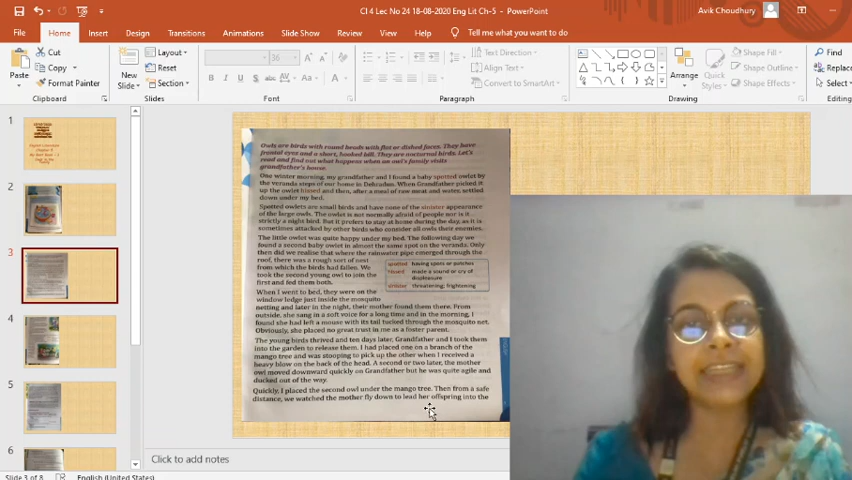 Cl 4 Lec No 24 18-08-2020 Eng Lit Ch-5 - PowerPoint
Avik Choudhury
File Home Insert Design Transitions Animations Slide Show Review View Help Tell me what you want to do
Paste
Cut
Copy
Format Painter
Clipboard
New Slide
Layout
Reset
Section
Slides
36
Font
Text Direction
Align Text
Convert to SmartArt
Paragraph
Arrange
Quick Styles
Shape Fill
Shape Outline
Shape Effects
Drawing
Find
Replace
Select
1
2
3
4
5
6
Owls are birds with round heads with flat or dished faces. They have
frontal eyes and a short, hooked bill. They are nocturnal birds. Let's
read and find out what happens when an owl's family visits
grandfather's house.
One winter morning, my grandfather and I found a baby spotted owlet by
the veranda steps of our home in Dehradun. When Grandfather picked it
up the owlet hissed and then, after a meal of raw meat and water, settled
down under my bed.
Spotted owlets are small birds and have none of the sinister appearance
of the large owls. The owlet is not normally afraid of people nor is it
strictly a night bird. But it prefers to stay at home during the day, as it is
sometimes attacked by other birds who consider all owls their enemies.
The little owlet was quite happy under my bed. The following day we
found a second baby owlet in almost the same spot on the veranda. Only
then did we realise that where the rainwater pipe emerged through the
roof, there was a rough sort of nest
from which the birds had fallen. We
took the second young owl to join the
first and fed them both.
spotted having spots or patches
hissed made a sound or cry of
displeasure
sinister threatening; frightening
When I went to bed, they were on the
window ledge just inside the mosquito
netting and later in the night, their mother found them there. From
outside, she sang in a soft voice for a long time and in the morning, I
found she had left a mouse with its tail tucked through the mosquito net.
Obviously, she placed no great trust in me as a foster parent.
The young birds thrived and ten days later, Grandfather and I took them
into the garden to release them. I had placed one on a branch of the
mango tree and was stooping to pick up the other when I received a
heavy blow on the back of the head. A second or two later, the mother
owl moved downward quickly on Grandfather but he was quite agile and
ducked out of the way.
Quickly, I placed the second owl under the mango tree. Then from a safe
distance, we watched the mother fly down to lead her offspring into the
Click to add notes
Slide 3 of 8 English (United States)